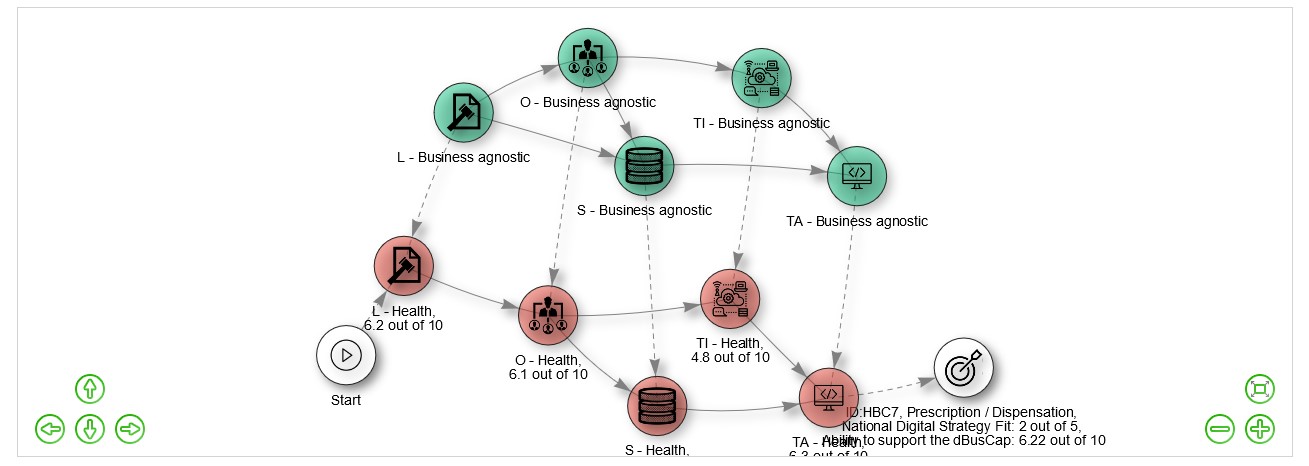 O - Business agnostic
TI - Business agnostic
L - Business agnostic
S - Business agnostic
TA - Business agnostic
L - Health,
6.2 out of 10
O - Health,
6.1 out of 10
TI - Health,
4.8 out of 10
Start
S - Health,
TA - Health,
6.3 out of 10
ID:HBC7, Prescription / Dispensation,
National Digital Strategy Fit: 2 out of 5,
Ability to support the dBusCap: 6.22 out of 10